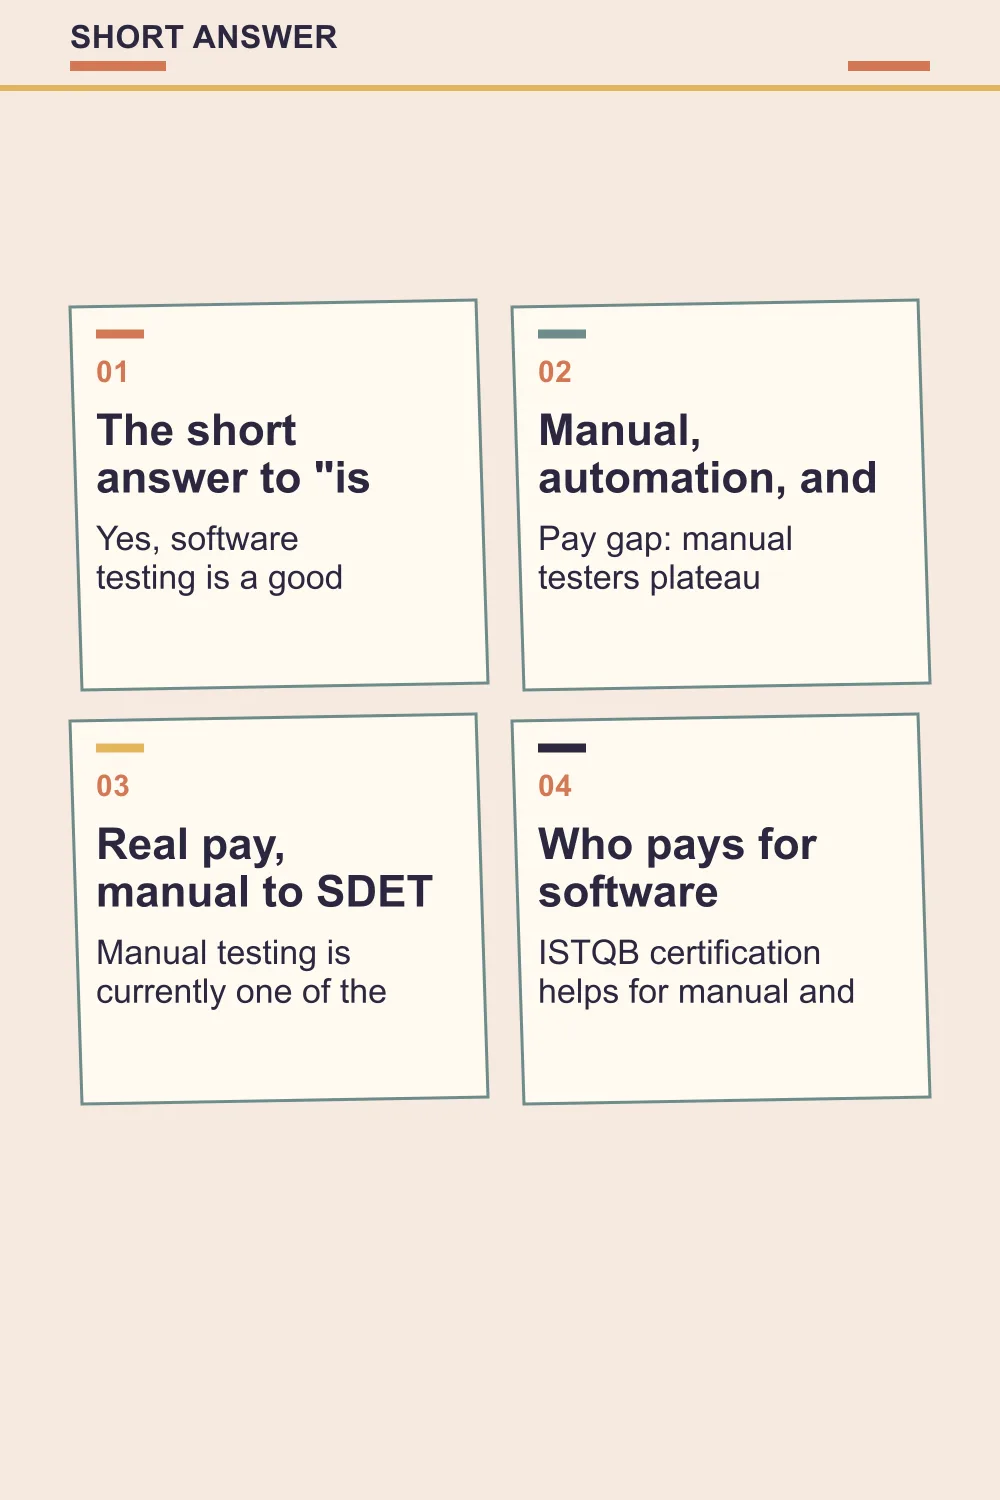 SHORT ANSWER
01
The short
answer to "is
Yes, software
testing is a good
02
Manual,
automation, and
Pay gap: manual
testers plateau
03
Real pay,
manual to SDET
Manual testing is
currently one of the
04
Who pays for
software
ISTQB certification
helps for manual and